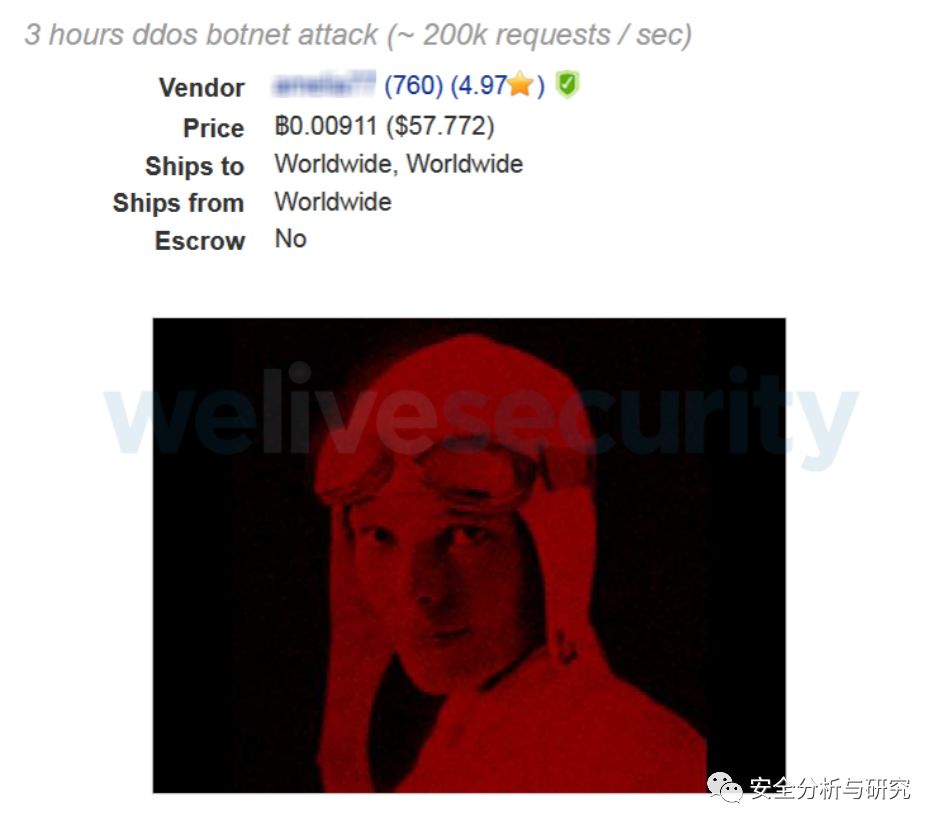 3 hours ddos botnet attack (~ 200k requests / sec)
Vendor (760) (4.97⭐)
Price ฿0.00911 ($57.772)
Ships to Worldwide, Worldwide
Ships from Worldwide
Escrow No
welivesecurity
安全分析与研究